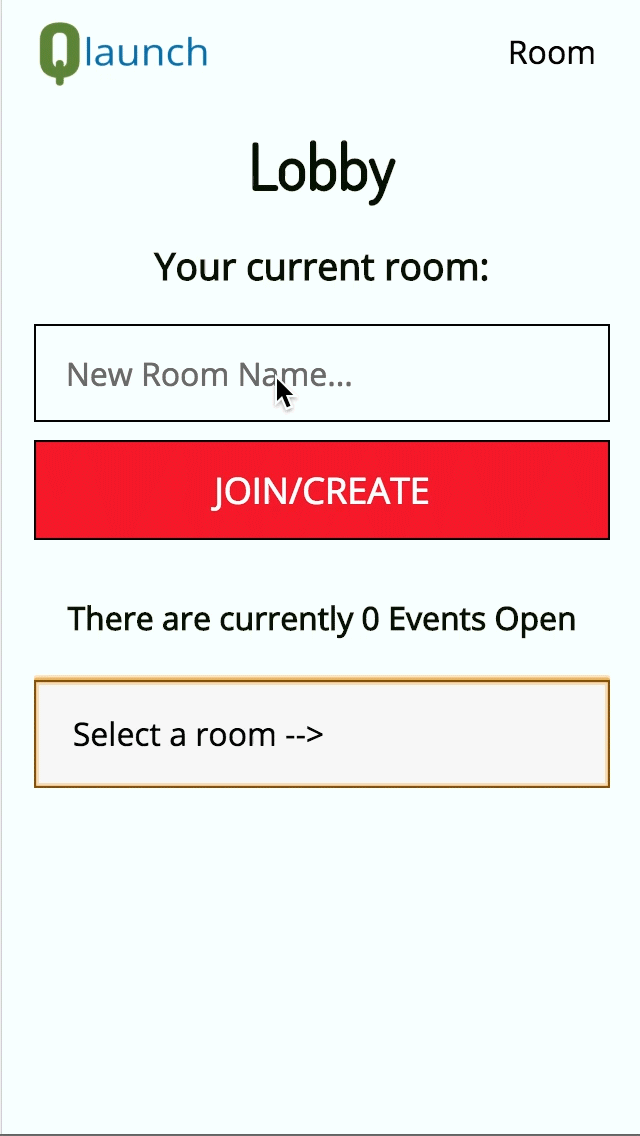 Qlaunch
Room
Lobby
Your current room:
New Room Name...
JOIN/CREATE
There are currently 0 Events Open
Select a room -->